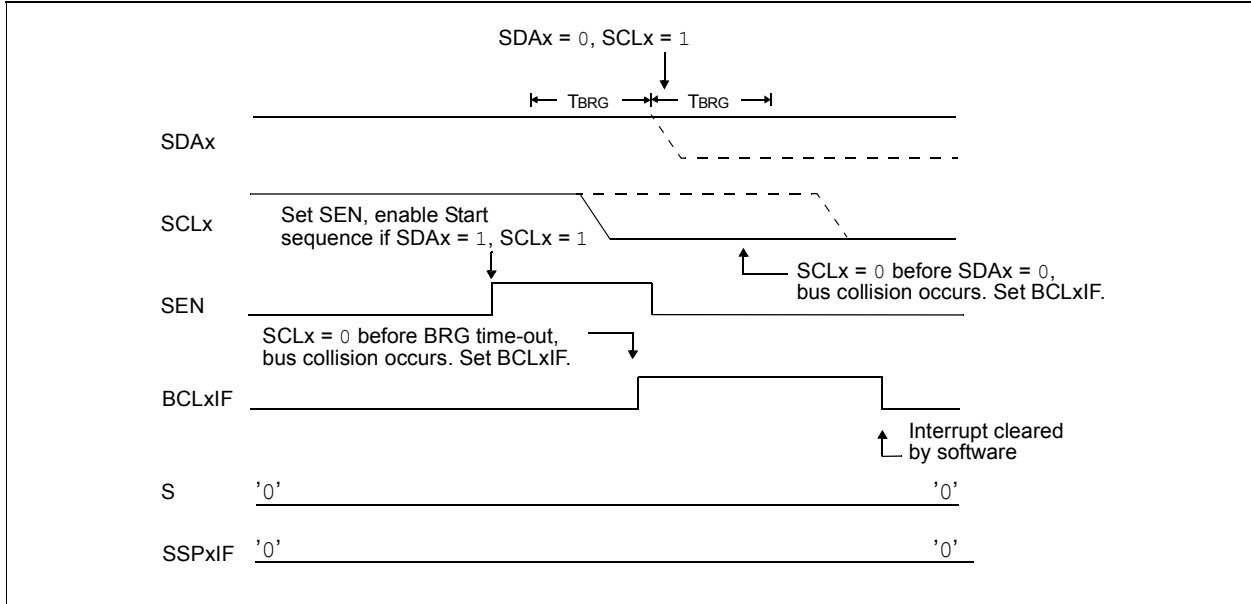 SDAx = 0, SCLx = 1
TBRG
TBRG
SDAx
SCLx
Set SEN, enable Start
sequence if SDAx = 1, SCLx = 1
SCLx = 0 before SDAx = 0,
bus collision occurs. Set BCLxIF.
SEN
SCLx = 0 before BRG time-out,
bus collision occurs. Set BCLxIF.
BCLxIF
Interrupt cleared
by software
S
'0'
'0'
SSPxIF
'0'
'0'